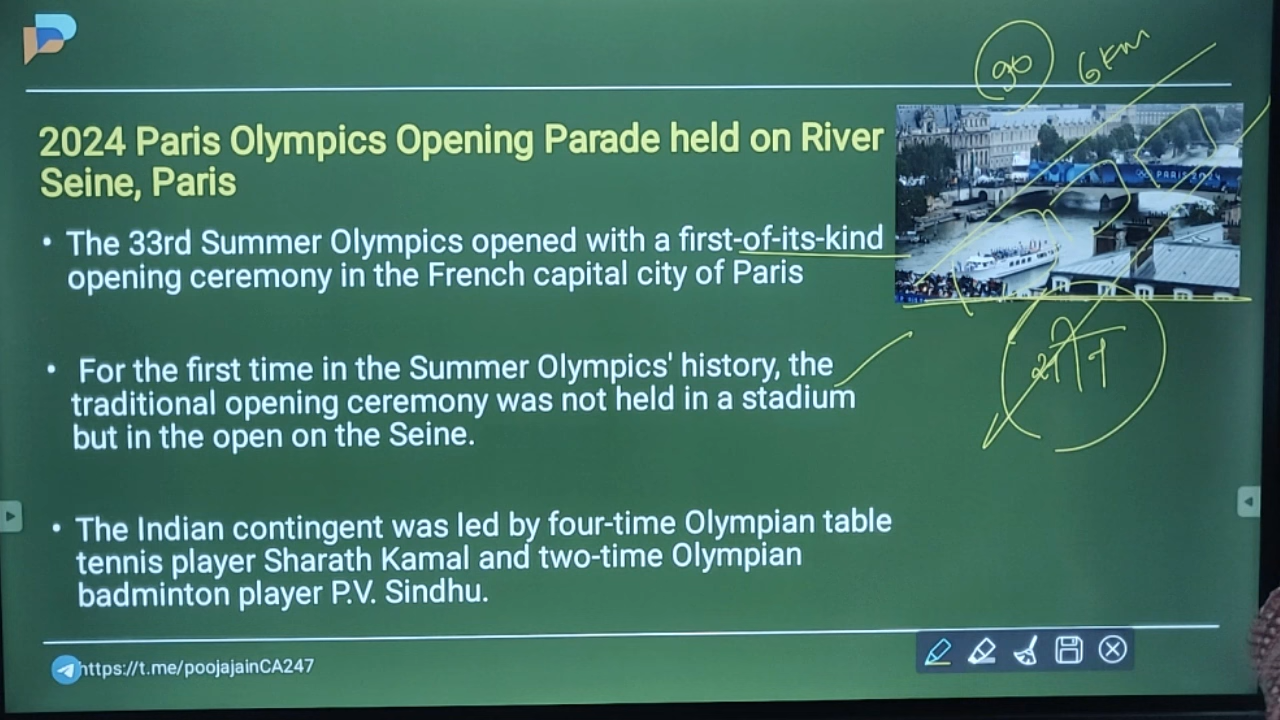 90 6 Km
2024 Paris Olympics Opening Parade held on River
Seine, Paris
PARIS 2024
• The 33rd Summer Olympics opened with a first-of-its-kind
opening ceremony in the French capital city of Paris
• For the first time in the Summer Olympics' history, the
traditional opening ceremony was not held in a stadium
but in the open on the Seine.
• The Indian contingent was led by four-time Olympian table
tennis player Sharath Kamal and two-time Olympian
badminton player P.V. Sindhu.
https://t.me/poojajainCA247